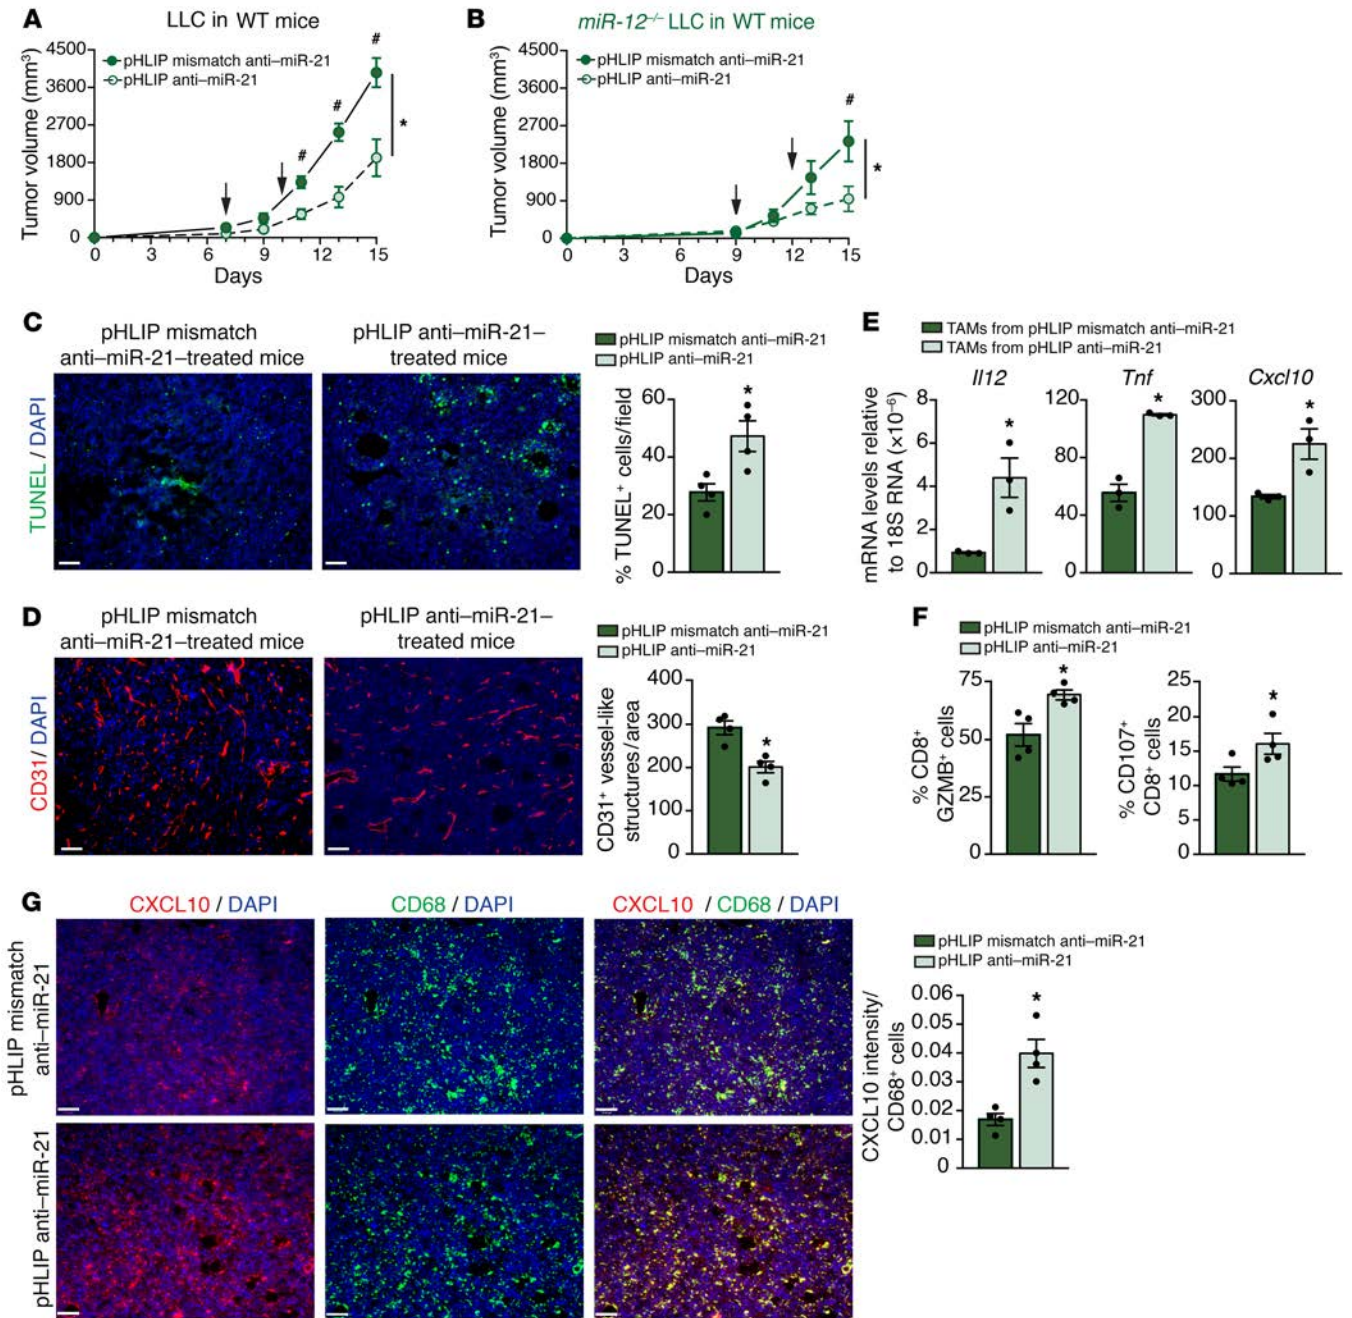 A
LLC in WT mice
pHLIP mismatch anti–miR-21
pHLIP anti–miR-21
Tumor volume (mm³)
4500
3600
2700
1800
900
0
#
#
#
*
0
3
6
9
12
15
Days
B
miR-12⁻/⁻ LLC in WT mice
pHLIP mismatch anti–miR-21
pHLIP anti–miR-21
Tumor volume (mm³)
4500
3600
2700
1800
900
0
#
*
0
3
6
9
12
15
Days
C
pHLIP mismatch
anti–miR-21–treated mice
pHLIP anti–miR-21–
treated mice
TUNEL / DAPI
pHLIP mismatch anti–miR-21
pHLIP anti–miR-21
% TUNEL⁺ cells/field
60
40
20
0
*
E
TAMs from pHLIP mismatch anti–miR-21
TAMs from pHLIP anti–miR-21
mRNA levels relative
to 18S RNA (×10⁻⁶)
Il12
8
6
4
2
0
*
Tnf
120
80
40
0
*
Cxcl10
300
200
100
0
*
D
pHLIP mismatch
anti–miR-21–treated mice
pHLIP anti–miR-21–
treated mice
CD31/ DAPI
pHLIP mismatch anti–miR-21
pHLIP anti–miR-21
CD31⁺ vessel-like
structures/area
400
300
200
100
0
*
F
pHLIP mismatch anti–miR-21
pHLIP anti–miR-21
% CD8⁺
GZMB⁺ cells
75
50
25
0
*
% CD107⁺
CD8⁺ cells
25
20
15
10
5
0
*
G
CXCL10 / DAPI
CD68 / DAPI
CXCL10 / CD68 / DAPI
pHLIP mismatch
anti–miR-21
pHLIP anti–miR-21
pHLIP mismatch anti–miR-21
pHLIP anti–miR-21
CXCL10 intensity/
CD68⁺ cells
0.06
0.05
0.04
0.03
0.02
0.01
0
*